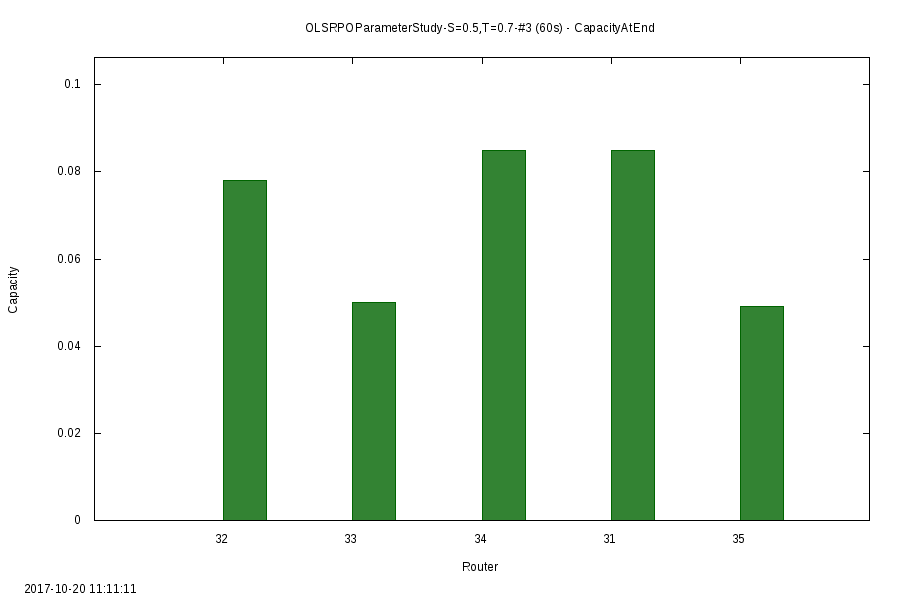 OLSRPOParameterStudy-S=0.5,T=0.7-#3 (60s) - CapacityAtEnd
0.1
0.08
0.06
0.04
0.02
0
Capacity
32 33 34 31 35
Router
2017-10-20 11:11:11